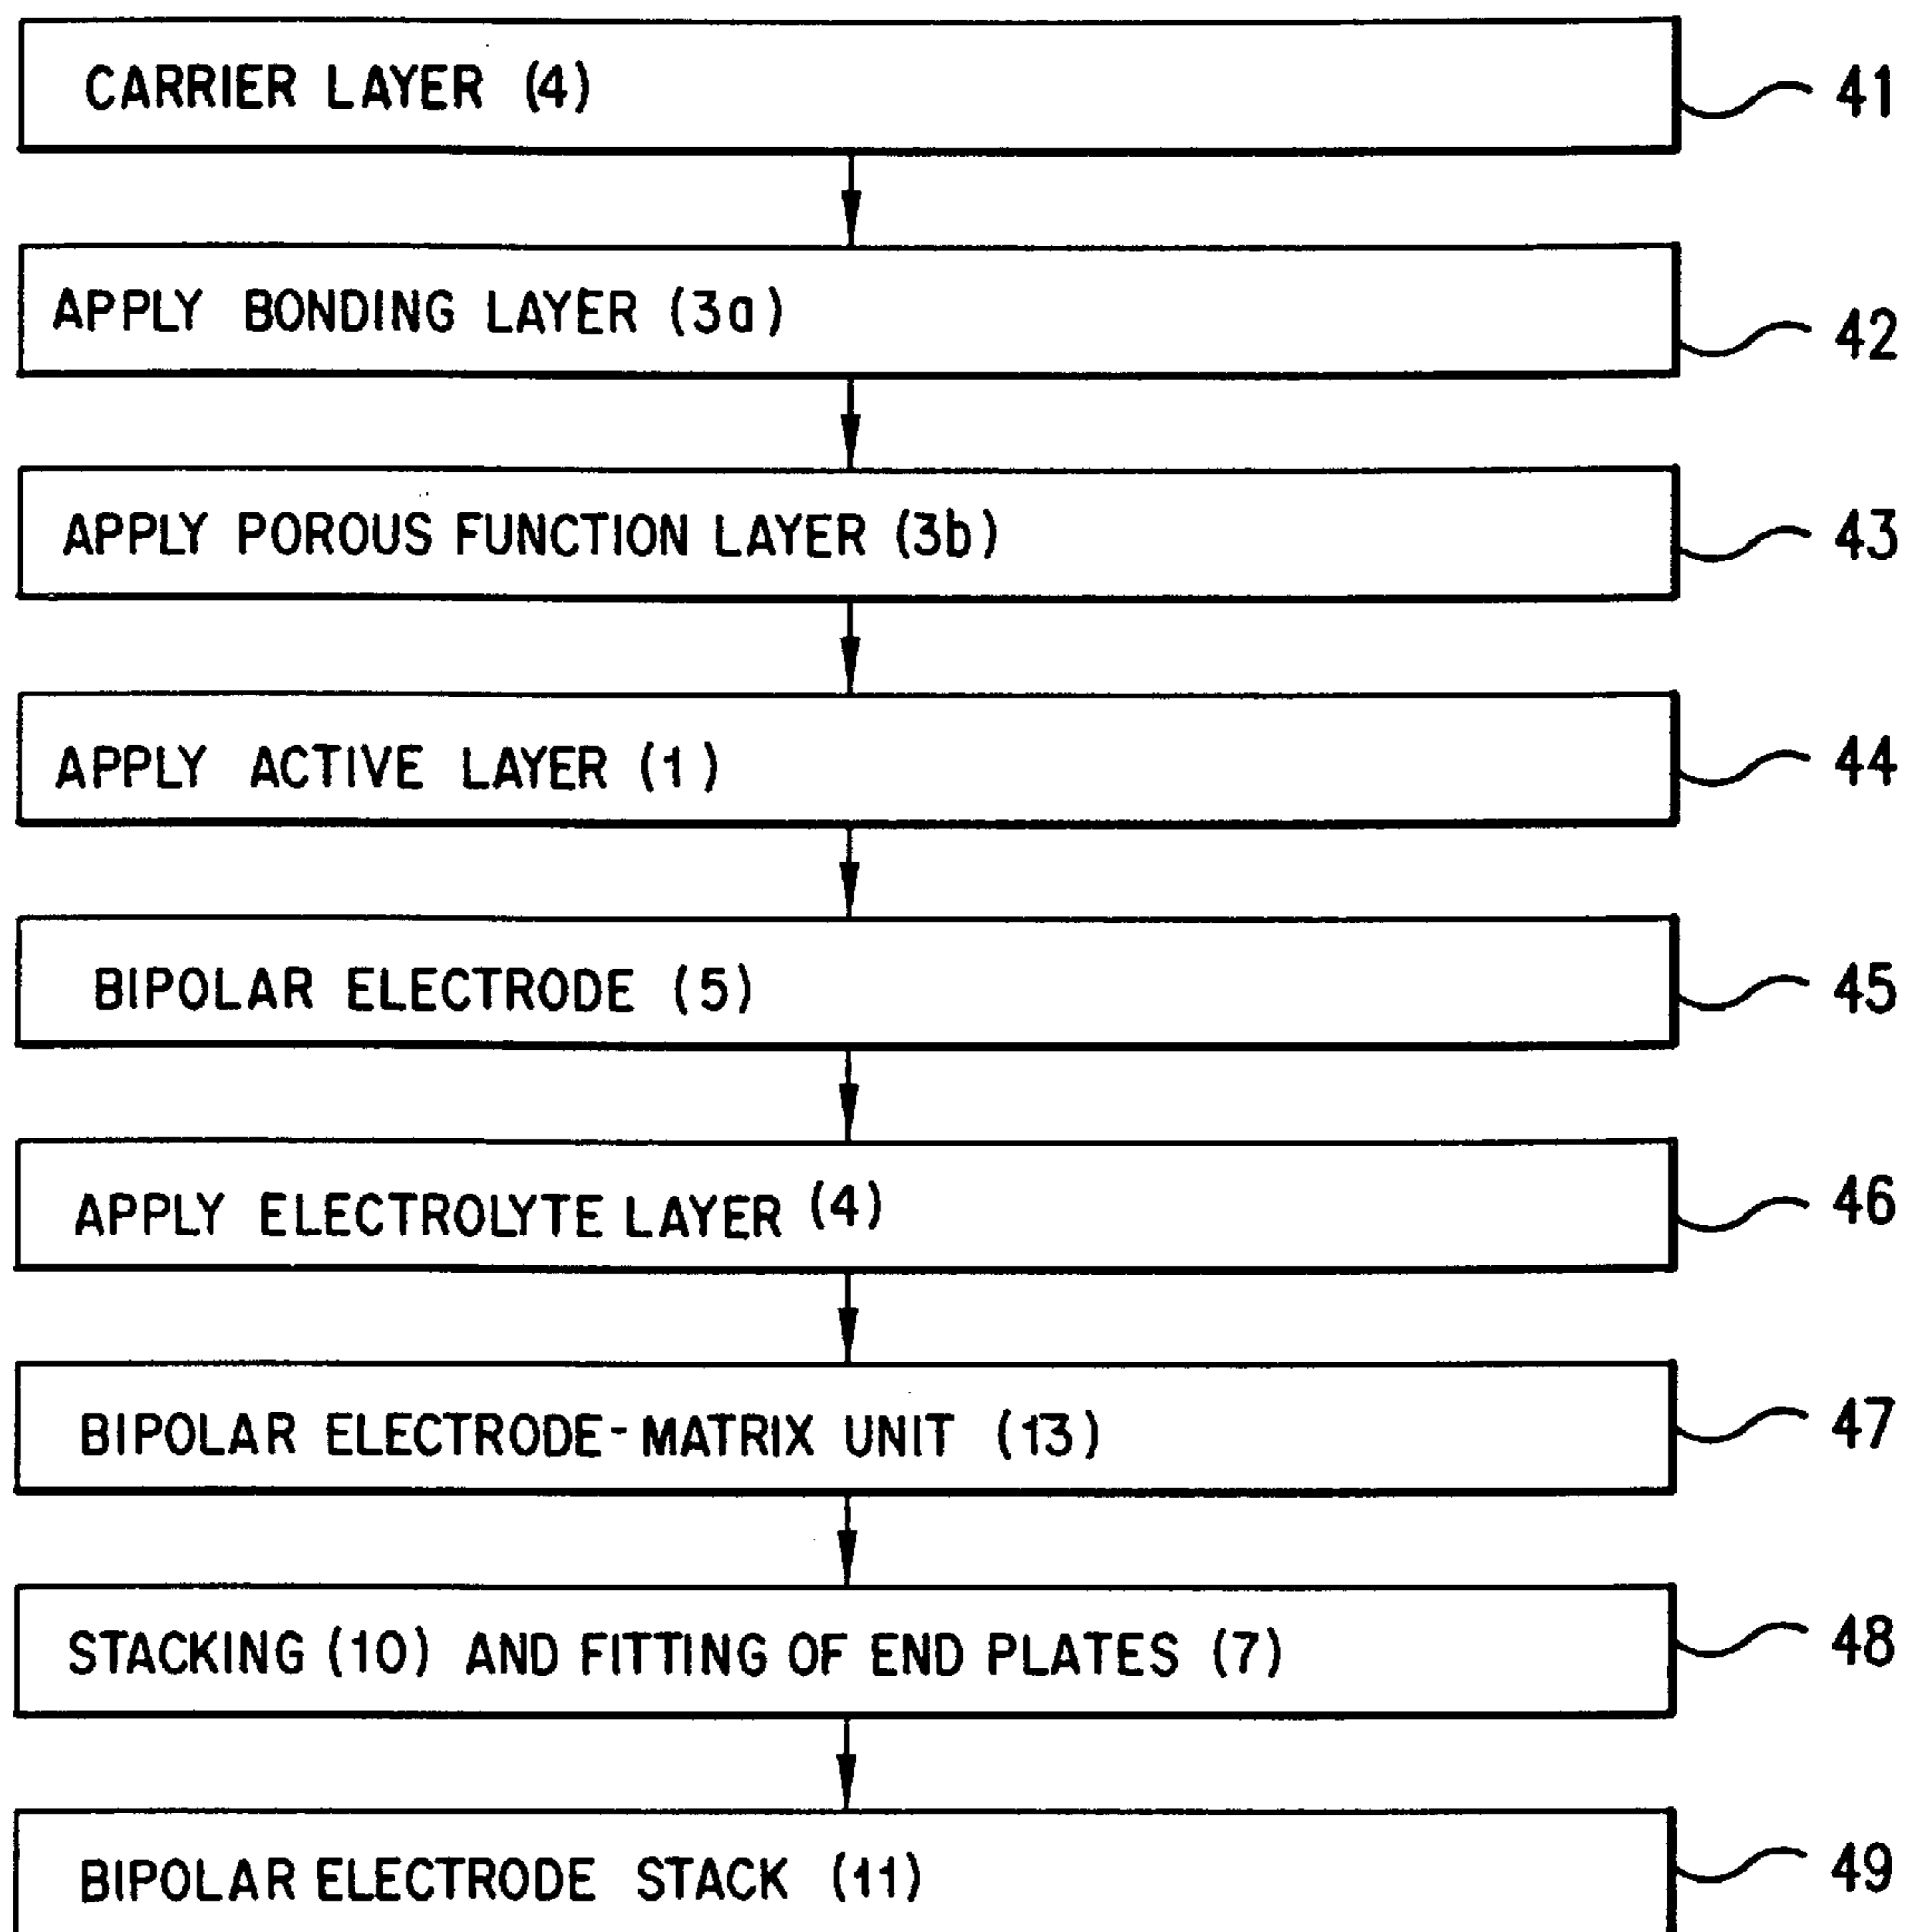 CARRIER LAYER (4) 41
APPLY BONDING LAYER (3a) 42
APPLY POROUS FUNCTION LAYER (3b) 43
APPLY ACTIVE LAYER (1) 44
BIPOLAR ELECTRODE (5) 45
APPLY ELECTROLYTE LAYER (4) 46
BIPOLAR ELECTRODE-MATRIX UNIT (13) 47
STACKING (10) AND FITTING OF END PLATES (7) 48
BIPOLAR ELECTRODE STACK (11) 49